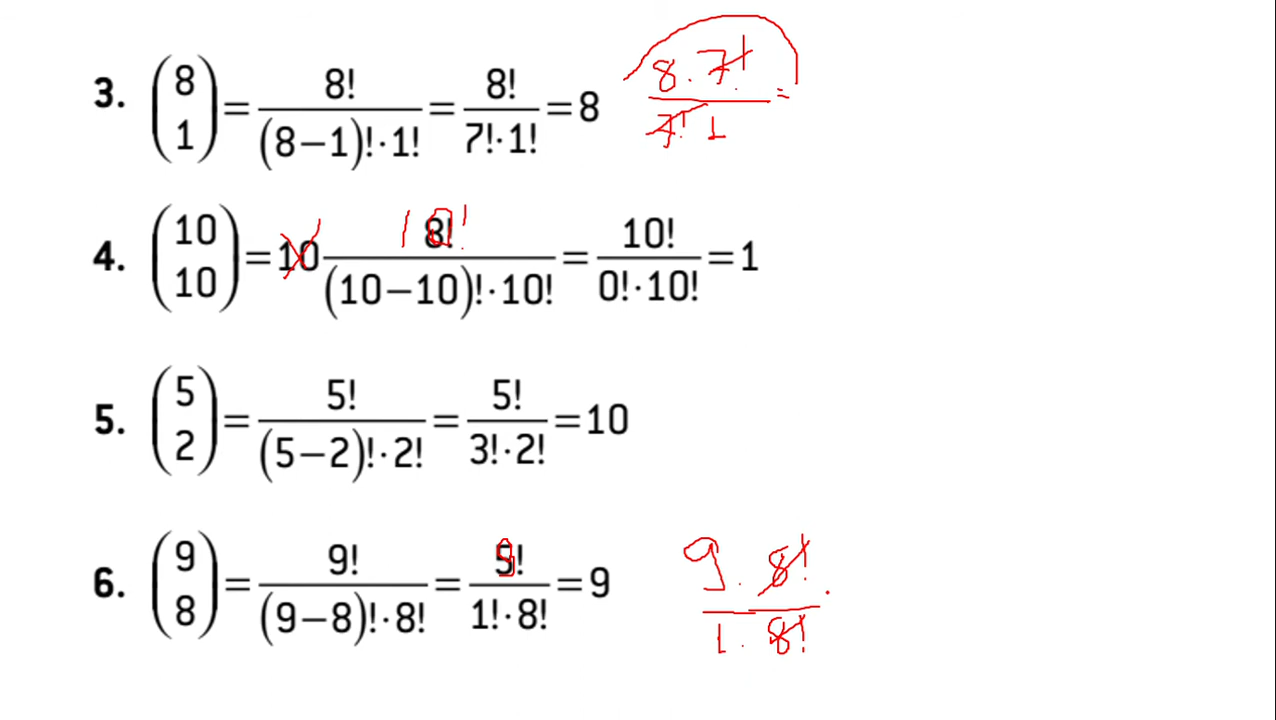 3. (8 1) = 8! / (8−1)!·1! = 8! / 7!·1! = 8   8·7! / 7! 1 =
4. (10 10) = 10 8! / (10−10)!·10! = 10! / 0!·10! = 1   10!
5. (5 2) = 5! / (5−2)!·2! = 5! / 3!·2! = 10
6. (9 8) = 9! / (9−8)!·8! = 5! / 1!·8! = 9   9 9·8! / 1·8!